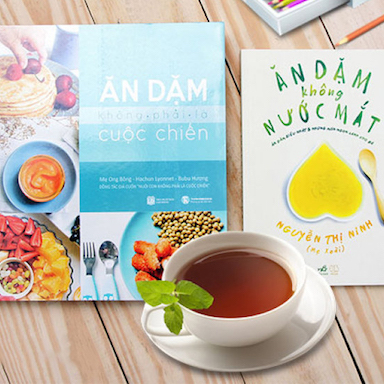 ĂN DẶM
không phải là
cuộc chiến
Mẹ Ong Bông - Hachun Lyonnet - Bubu Hương
ĂN DẶM
không
NƯỚC MẮT
NGUYỄN THỊ NINH
(mẹ Xoài)